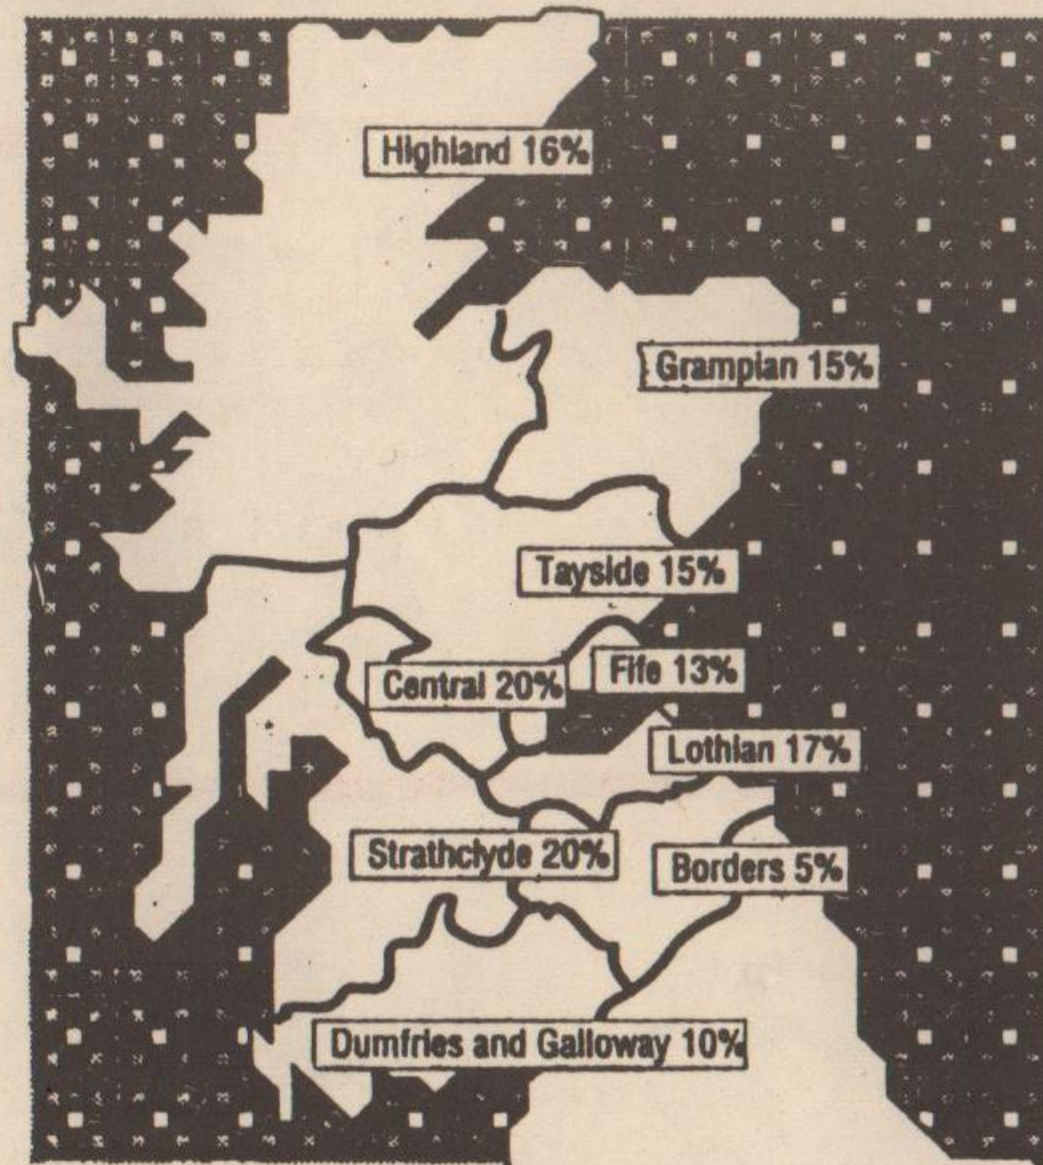 Highland 16%
Grampian 15%
Tayside 15%
Central 20%
Fife 13%
Lothian 17%
Strathclyde 20%
Borders 5%
Dumfries and Galloway 10%